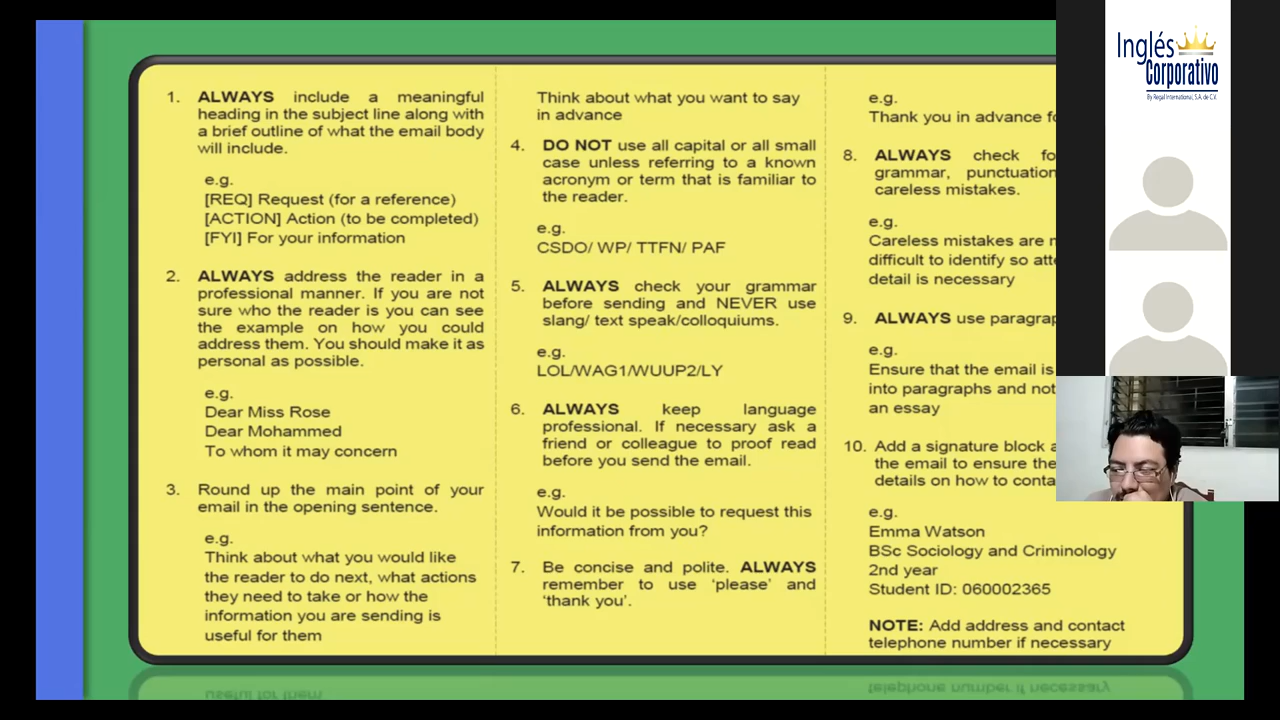 1. ALWAYS include a meaningful
heading in the subject line along with
a brief outline of what the email body
will include.
e.g.
[REQ] Request (for a reference)
[ACTION] Action (to be completed)
[FYI] For your information
2. ALWAYS address the reader in a
professional manner. If you are not
sure who the reader is you can see
the example on how you could
address them. You should make it as
personal as possible.
e.g.
Dear Miss Rose
Dear Mohammed
To whom it may concern
3. Round up the main point of your
email in the opening sentence.
e.g.
Think about what you would like
the reader to do next, what actions
they need to take or how the
information you are sending is
useful for them
Think about what you want to say
in advance
4. DO NOT use all capital or all small
case unless referring to a known
acronym or term that is familiar to
the reader.
e.g.
CSDO/ WP/ TTFN/ PAF
5. ALWAYS check your grammar
before sending and NEVER use
slang/ text speak/colloquiums.
e.g.
LOL/WAG1/WUUP2/LY
6. ALWAYS keep language
professional. If necessary ask a
friend or colleague to proof read
before you send the email.
e.g.
Would it be possible to request this
information from you?
7. Be concise and polite. ALWAYS
remember to use 'please' and
'thank you'.
e.g.
Thank you in advance
8. ALWAYS check
grammar, punctuation
careless mistakes.
e.g.
Careless mistakes are
difficult to identify so
detail is necessary
9. ALWAYS use
e.g.
Ensure that the email is
into paragraphs and not
an essay
10. Add a signature block
the email to ensure the
details on how to
e.g.
Emma Watson
BSc Sociology and Criminology
2nd year
Student ID: 060002365
NOTE: Add address and contact
telephone number if necessary
Inglés
Corporativo
By Regal International, S.A. de C.V.